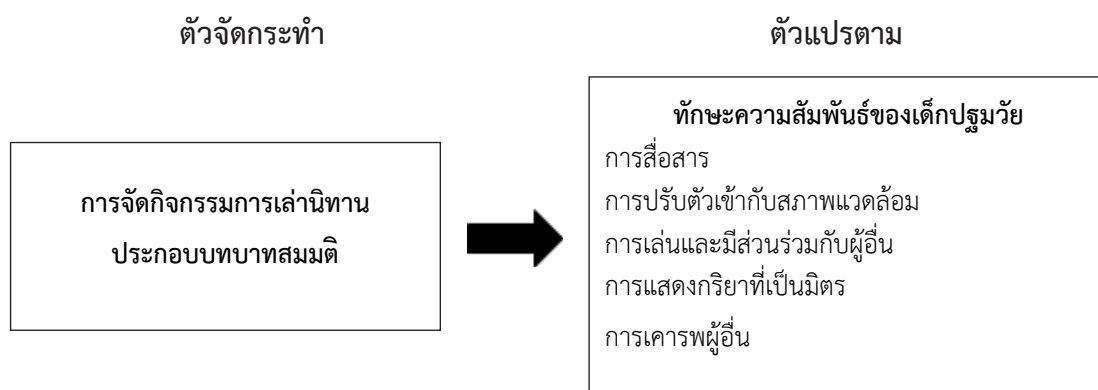 ตัวจัดกระทำ
ตัวแปรตาม
การจัดกิจกรรมการเล่านิทาน
ประกอบบทบาทสมมติ
ทักษะความสัมพันธ์ของเด็กปฐมวัย
การสื่อสาร
การปรับตัวเข้ากับสภาพแวดล้อม
การเล่นและมีส่วนร่วมกับผู้อื่น
การแสดงกริยาที่เป็นมิตร
การเคารพผู้อื่น